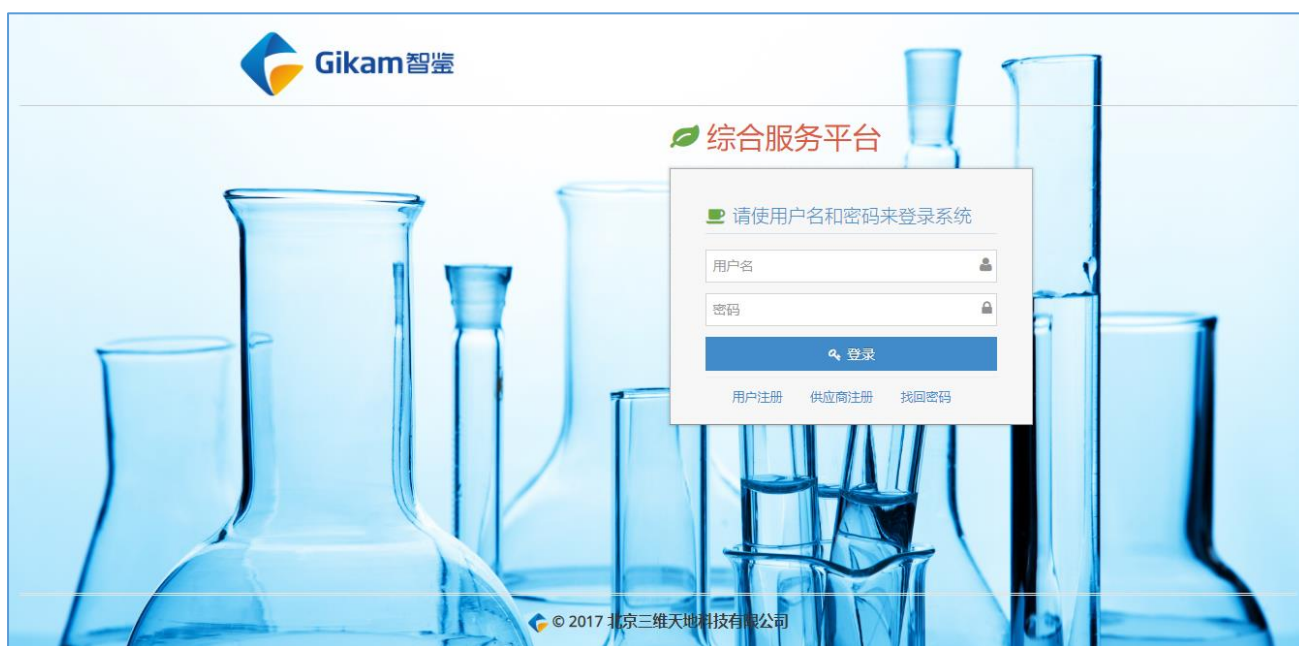 Gikam智鉴
综合服务平台
请使用户名和密码来登录系统
用户名
密码
登录
用户注册 供应商注册 找回密码
© 2017 北京三维天地科技有限公司